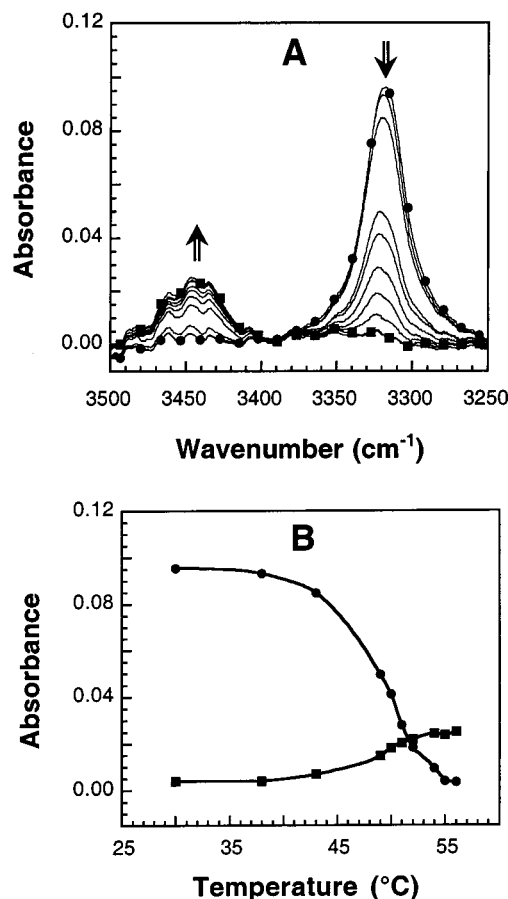 0.12
A
0.08
0.04
0.00
Absorbance
3500 3450 3400 3350 3300 3250
Wavenumber (cm⁻¹)
0.12
B
0.08
0.04
0.00
Absorbance
25 35 45 55
Temperature (°C)